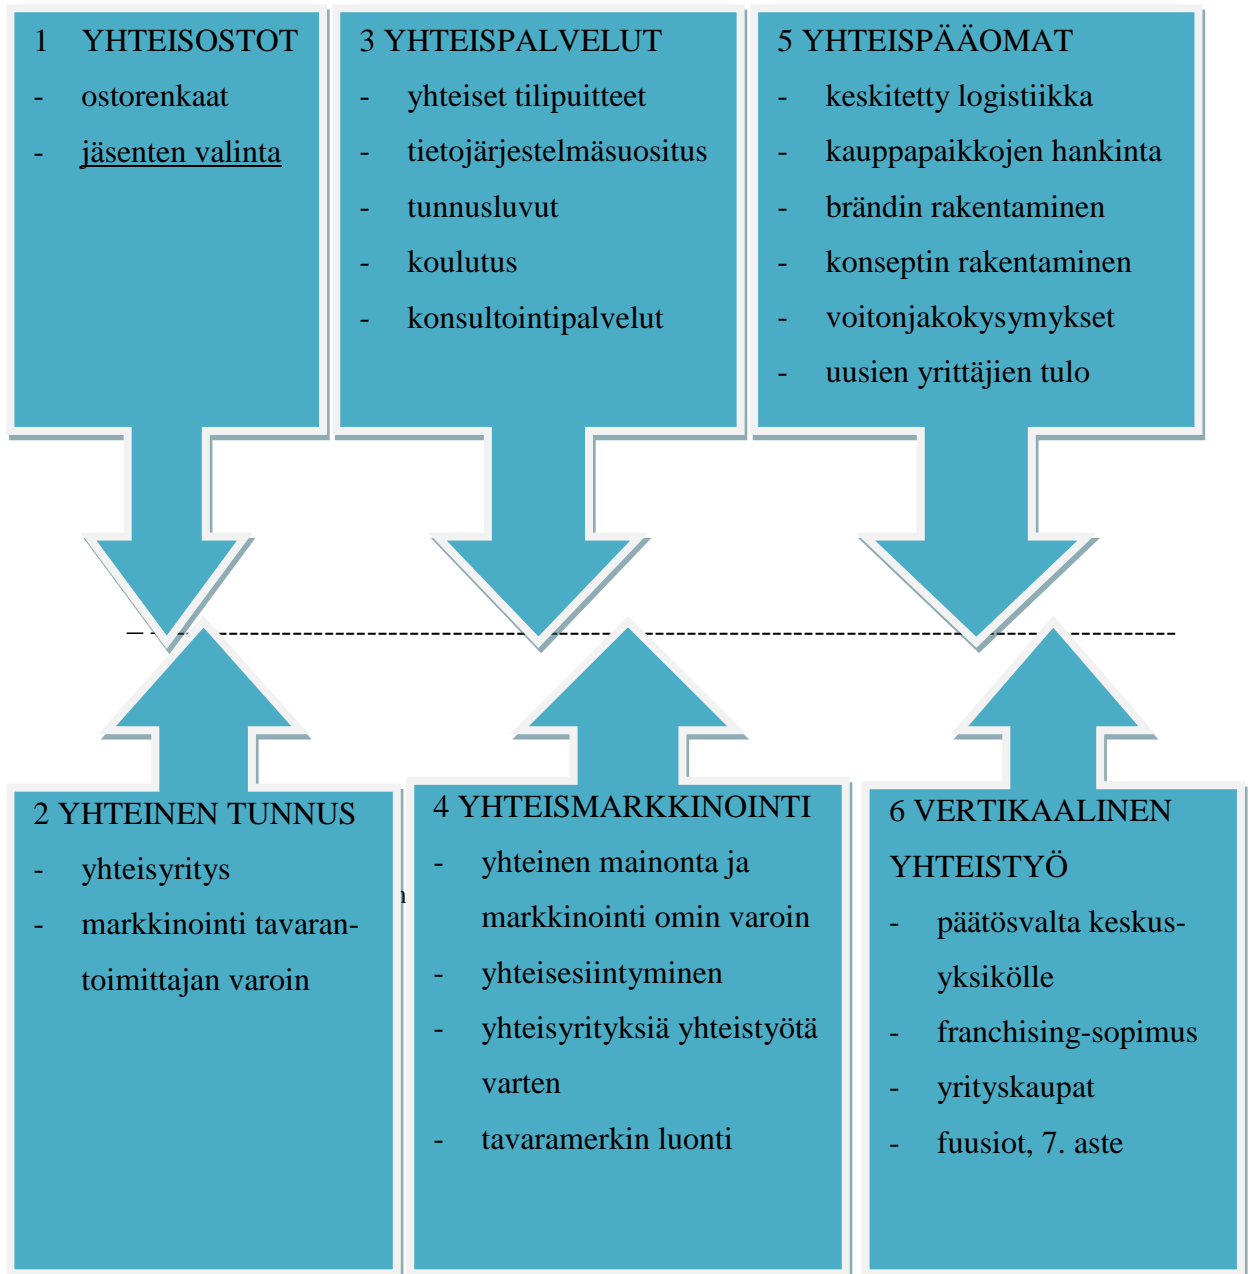 1 YHTEISOSTOT
- ostorenkaat
- jäsenten valinta
3 YHTEISPALVELUT
- yhteiset tilipuitteet
- tietojärjestelmäsuositus
- tunnusluvut
- koulutus
- konsultointipalvelut
5 YHTEISPÄÄOMAT
- keskitetty logistiikka
- kauppapaikkojen hankinta
- brändin rakentaminen
- konseptin rakentaminen
- voitonjakokysymykset
- uusien yrittäjien tulo
2 YHTEINEN TUNNUS
- yhteisyritys
- markkinointi tavaran-
toimittajan varoin
4 YHTEISMARKKINOINTI
- yhteinen mainonta ja
markkinointi omin varoin
- yhteisesiintyminen
- yhteisyrityksiä yhteistyötä
varten
- tavaramerkin luonti
6 VERTIKAALINEN
YHTEISTYÖ
- päätösvalta keskus-
yksikölle
- franchising-sopimus
- yrityskaupat
- fuusiot, 7. aste